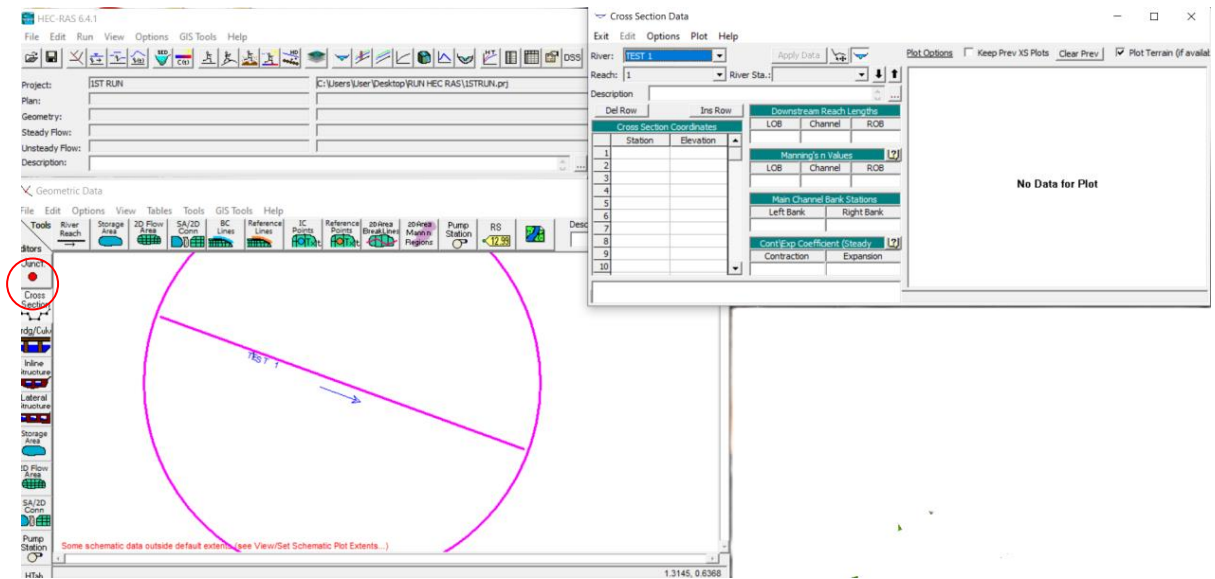 HEC-RAS 6.4.1
File Edit Run View Options GIS Tools Help
DSS
Project: 1ST RUN C:\Users\User\Desktop\RUN HEC RAS\1STRUN.prj
Plan:
Geometry:
Steady Flow:
Unsteady Flow:
Description: ...
Geometric Data
File Edit Options View Tables Tools GIS Tools Help
Tools River Reach Storage Area 2D Flow Area SA/2D Conn BC Lines Reference Lines IC Points Reference Points 2D Area BreakLines 2D Area Mann n Regions Pump Station RS Desc
12.99
ditors
Junct.
Cross Section
rdg/Culv
Inline Structure
Lateral Structure
Storage Area
2D Flow Area
SA/2D Conn
Pump Station
HTab
TEST 1
Some schematic data outside default extents (see View/Set Schematic Plot Extents...)
1.3145, 0.6368
Cross Section Data
Exit Edit Options Plot Help
River: TEST 1 Apply Data
Reach: 1 River Sta.:
Description ...
Del Row Ins Row
Cross Section Coordinates
Station Elevation
1
2
3
4
5
6
7
8
9
10
Downstream Reach Lengths
LOB Channel ROB
Manning's n Values
LOB Channel ROB
Main Channel Bank Stations
Left Bank Right Bank
Cont\Exp Coefficient (Steady
Contraction Expansion
Plot Options Keep Prev XS Plots Clear Prev Plot Terrain (if availab
No Data for Plot